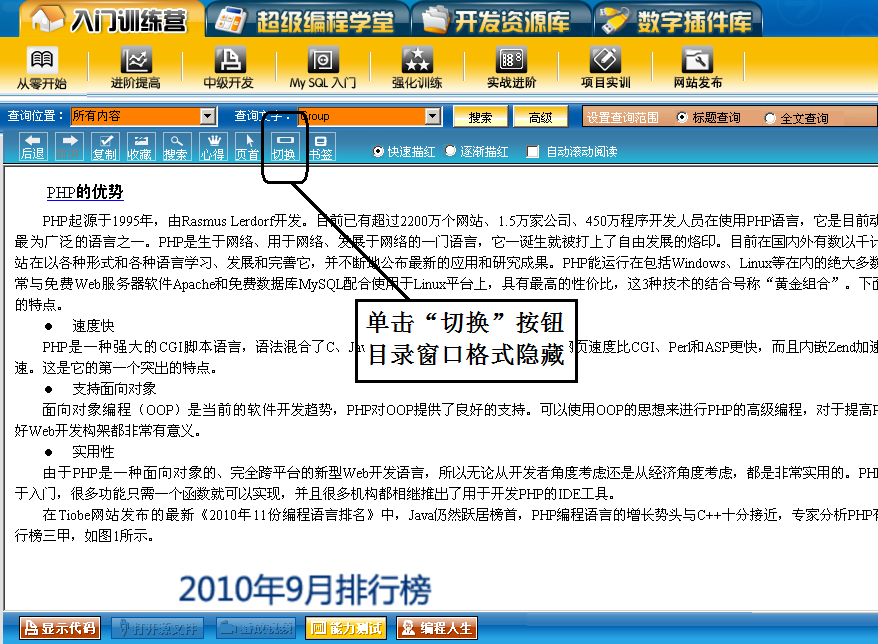 入门训练营 超级编程学堂 开发资源库 数字插件库
从零开始 进阶提高 中级开发 My SQL 入门 强化训练 实战进阶 项目实训 网站发布
查询位置： 所有内容 查询文字： Group 搜索 高级 设置查询范围 标题查询 全文查询
后退 复制 收藏 搜索 心得 页首 切换 书签 快速描红 逐渐描红 自动滚动阅读
PHP的优势
PHP起源于1995年，由Rasmus Lerdorf开发。目前已有超过2200万个网站、1.5万家公司、450万程序开发人员在使用PHP语言，它是目前动
最为广泛的语言之一。PHP是生于网络、用于网络、发展于网络的一门语言，它一诞生就被打上了自由发展的烙印。目前在国内外有数以千计
站在以各种形式和各种语言学习、发展和完善它，并不断地公布最新的应用和研究成果。PHP能运行在包括Windows、Linux等在内的绝大多数
常与免费Web服务器软件Apache和免费数据库MySQL配合使用于Linux平台上，具有最高的性价比，这3种技术的结合号称“黄金组合”。下面
的特点。
● 速度快
PHP是一种强大的CGI脚本语言，语法混合了C、Jav 网页速度比CGI、Perl和ASP更快，而且内嵌Zend加速
速。这是它的第一个突出的特点。
单击“切换”按钮
目录窗口格式隐藏
● 支持面向对象
面向对象编程（OOP）是当前的软件开发趋势，PHP对OOP提供了良好的支持。可以使用OOP的思想来进行PHP的高级编程，对于提高P
好Web开发构架都非常有意义。
● 实用性
由于PHP是一种面向对象的、完全跨平台的新型Web开发语言，所以无论从开发者角度考虑还是从经济角度考虑，都是非常实用的。PH
于入门，很多功能只需一个函数就可以实现，并且很多机构都相继推出了用于开发PHP的IDE工具。
在Tiobe网站发布的最新《2010年11份编程语言排名》中，Java仍然跃居榜首，PHP编程语言的增长势头与C++十分接近，专家分析PHP有
行榜三甲，如图1所示。
2010年9月排行榜
显示代码 打开源文件 能力测试 编程人生